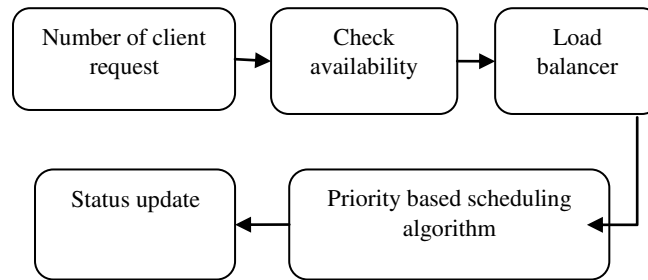 Number of client
request
Check
availability
Load
balancer
Status update
Priority based scheduling
algorithm